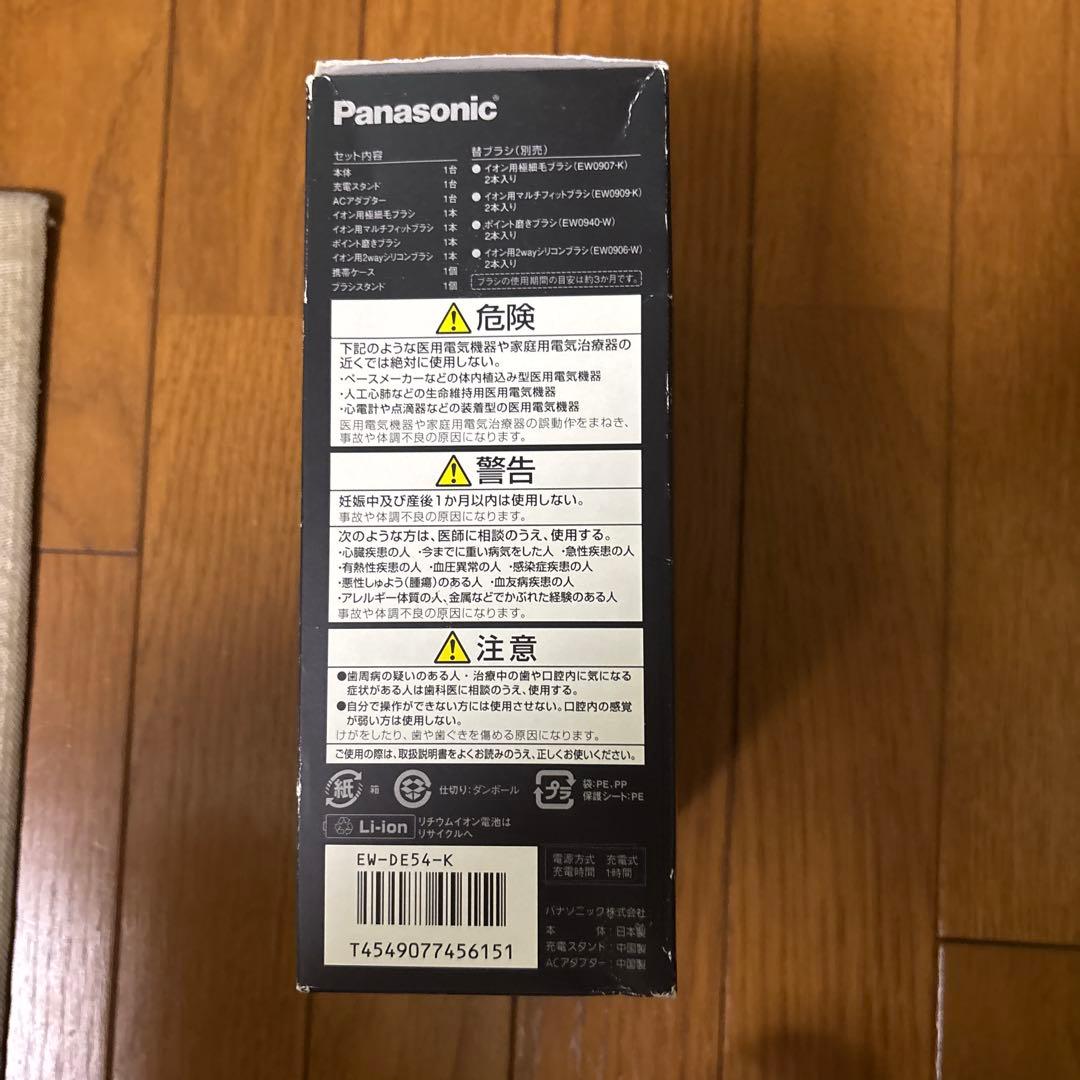 Panasonic®
セット内容
本体 1台
充電スタンド 1台
ACアダプター 1台
イオン用極細毛ブラシ 1本
イオン用マルチフィットブラシ 1本
ポイント磨きブラシ 1本
イオン用2wayシリコンブラシ 1本
携帯ケース 1個
ブラシスタンド 1個
替ブラシ(別売)
●イオン用極細毛ブラシ(EW0907-K)
2本入り
●イオン用マルチフィットブラシ(EW0909-K)
2本入り
●ポイント磨きブラシ(EW0940-W)
2本入り
●イオン用2wayシリコンブラシ(EW0906-W)
2本入り
ブラシの使用期間の目安は約3か月です。
危険
下記のような医用電気機器や家庭用電気治療器の
近くでは絶対に使用しない。
・ペースメーカーなどの体内植込み型医用電気機器
・人工心肺などの生命維持用医用電気機器
・心電計や点滴器などの装着型の医用電気機器
医用電気機器や家庭用電気治療器の誤動作をまねき、
事故や体調不良の原因になります。
警告
妊娠中及び産後1か月以内は使用しない。
事故や体調不良の原因になります。
次のような方は、医師に相談のうえ、使用する。
・心臓疾患の人 ・今までに重い病気をした人 ・急性疾患の人
・有熱性疾患の人 ・血圧異常の人 ・感染症疾患の人
・悪性しゅよう(腫瘍)のある人 ・血友病疾患の人
・アレルギー体質の人、金属などでかぶれた経験のある人
事故や体調不良の原因になります。
注意
●歯周病の疑いのある人・治療中の歯や口腔内に気になる
症状がある人は歯科医に相談のうえ、使用する。
●自分で操作ができない方には使用させない。口腔内の感覚
が弱い方は使用しない。
けがをしたり、歯や歯ぐきを傷める原因になります。
ご使用の際は、取扱説明書をよくお読みのうえ、正しくお使いください。
紙 箱
仕切り:ダンボール
プラ
袋:PE、PP
保護シート:PE
Li-ion
リチウムイオン電池は
リサイクルへ
EW-DE54-K
T4549077456151
電源方式 充電式
充電時間 1時間
パナソニック株式会社
本 体:日本製
充電スタンド:中国製
ACアダプター:中国製